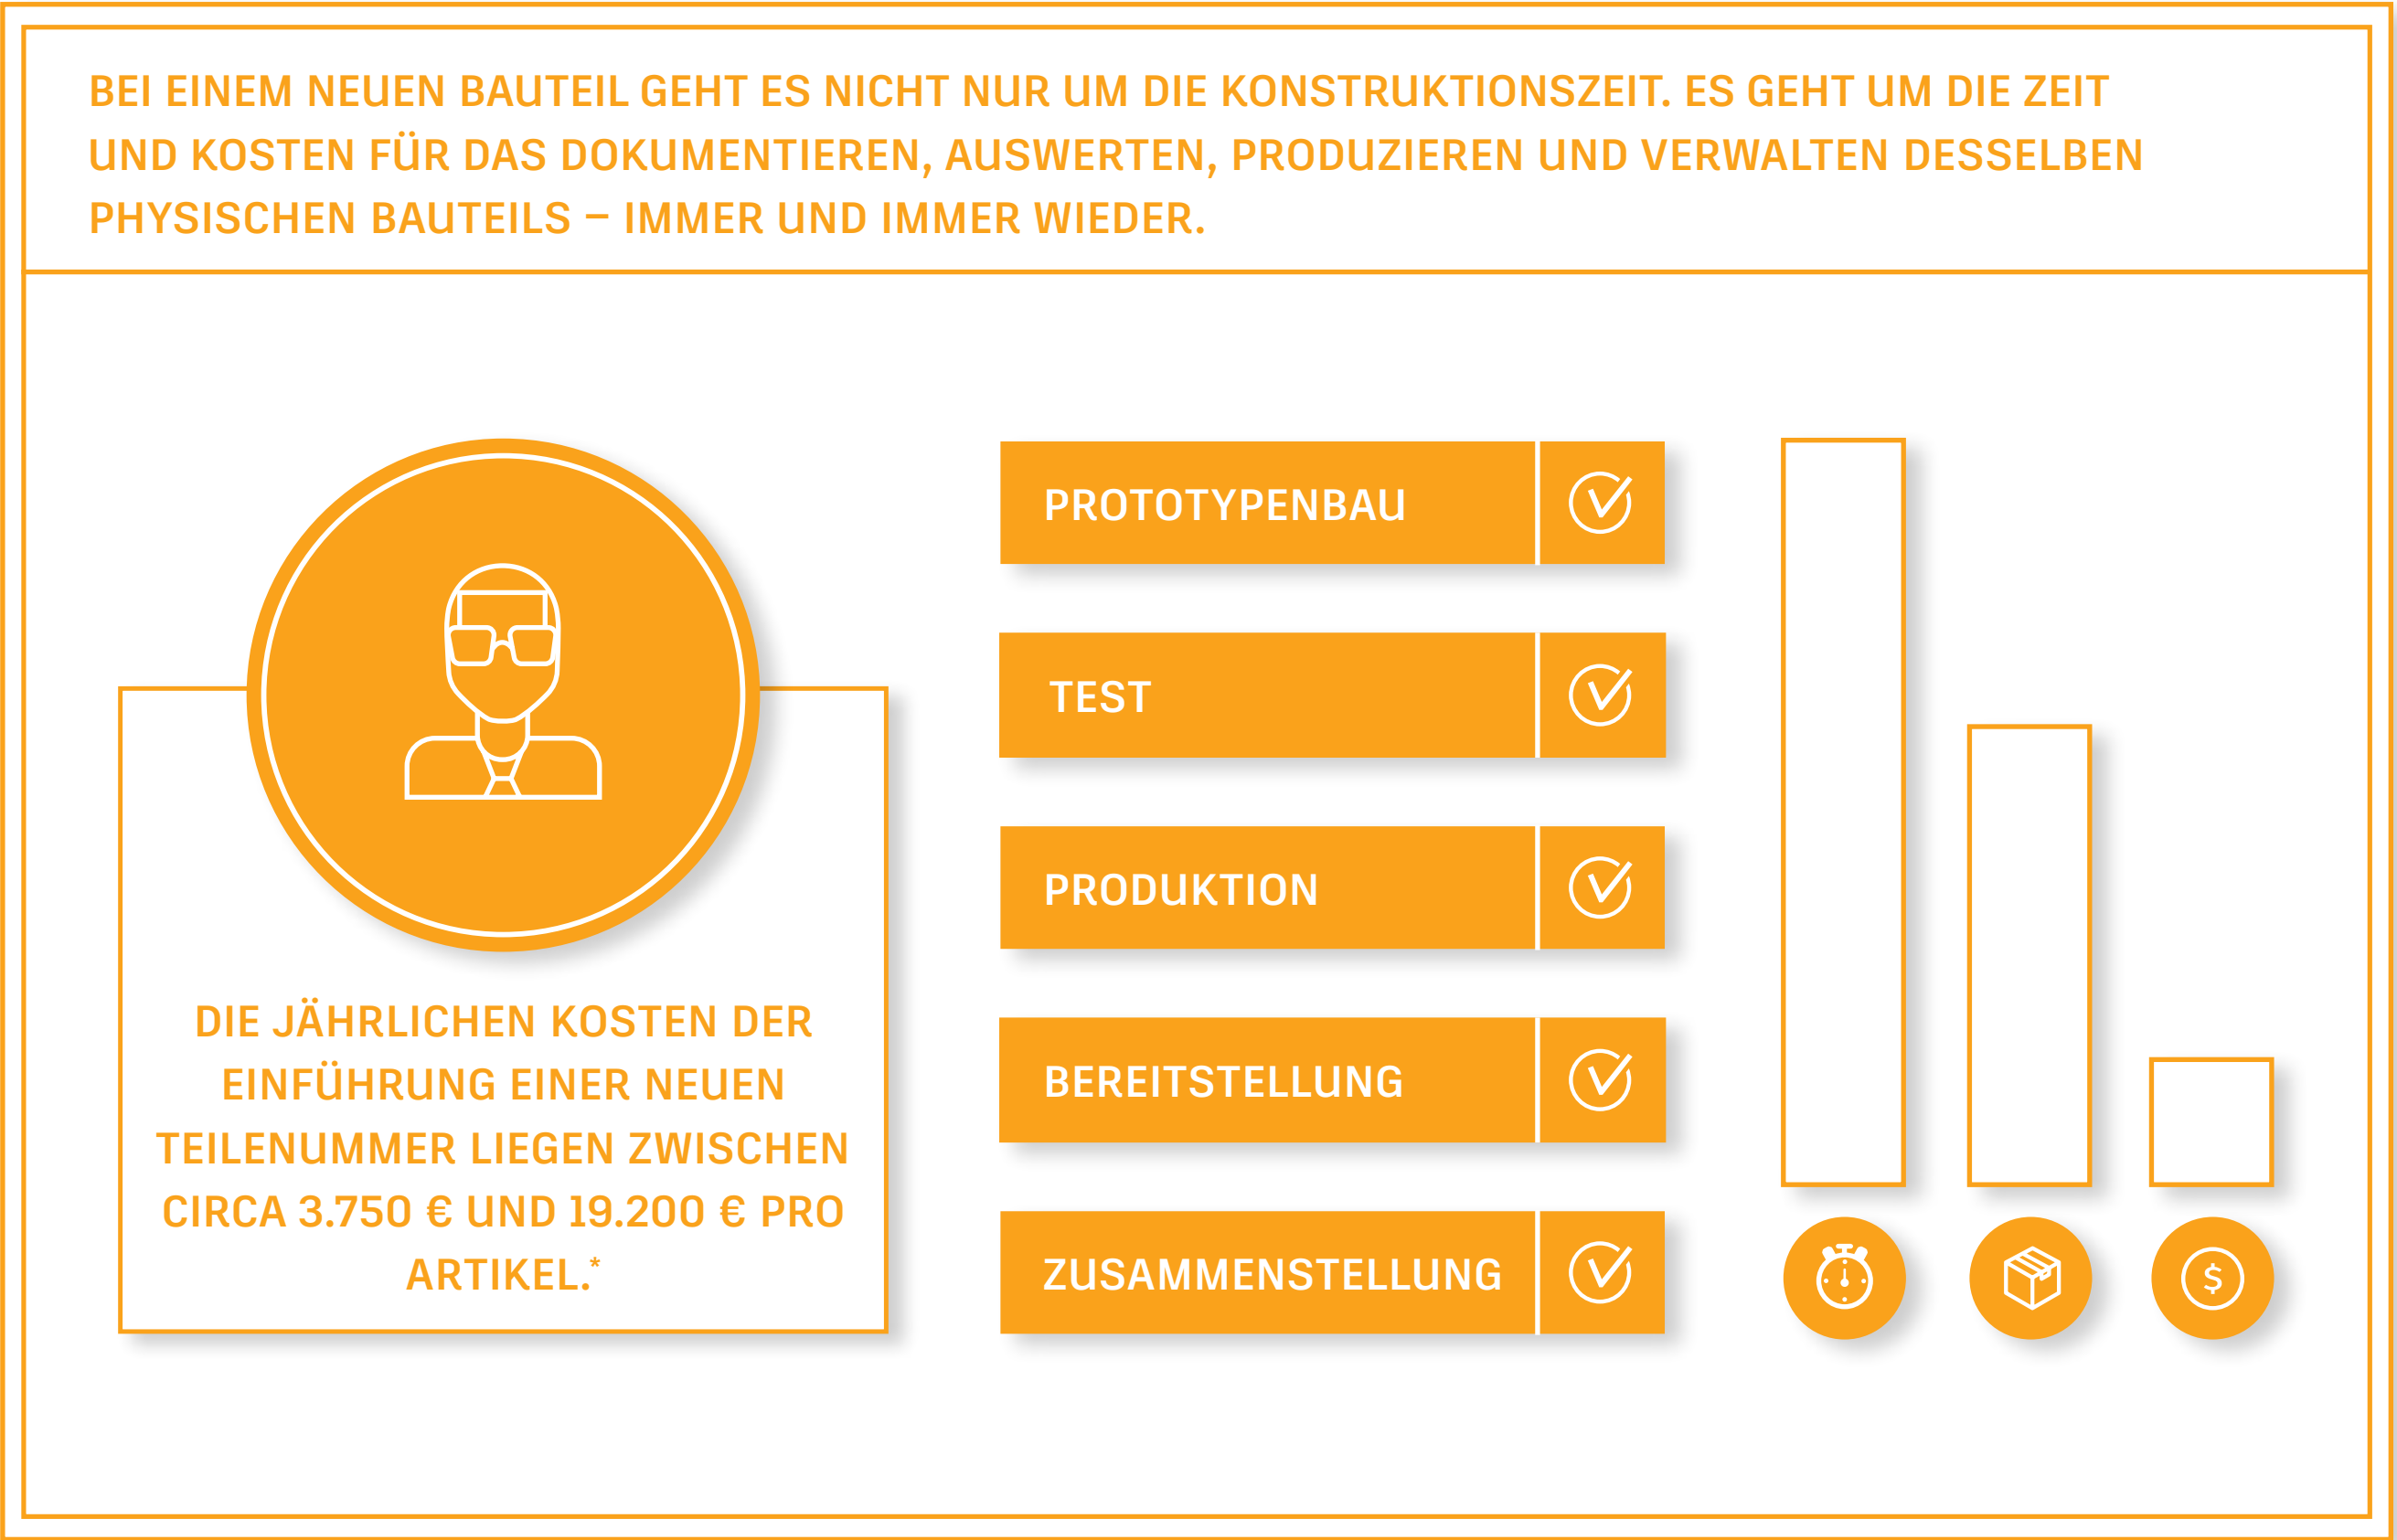 BEI EINEM NEUEN BAUTEIL GEHT ES NICHT NUR UM DIE KONSTRUKTIONSZEIT. ES GEHT UM DIE ZEIT
UND KOSTEN FÜR DAS DOKUMENTIEREN, AUSWERTEN, PRODUZIEREN UND VERWALTEN DESSELBEN
PHYSISCHEN BAUTEILS – IMMER UND IMMER WIEDER.
DIE JÄHRLICHEN KOSTEN DER
EINFÜHRUNG EINER NEUEN
TEILENUMMER LIEGEN ZWISCHEN
CIRCA 3.750 € UND 19.200 € PRO
ARTIKEL.*
PROTOTYPENBAU
TEST
PRODUKTION
BEREITSTELLUNG
ZUSAMMENSTELLUNG
$